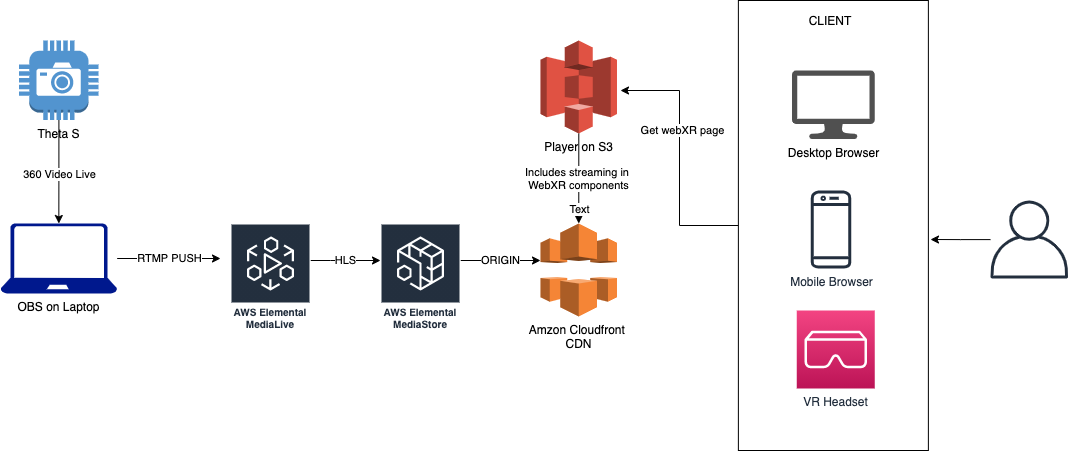 CLIENT
Theta S
360 Video Live
OBS on Laptop
RTMP PUSH
AWS Elemental
MediaLive
HLS
AWS Elemental
MediaStore
ORIGIN
Player on S3
Includes streaming in
WebXR components
Text
Amzon Cloudfront
CDN
Get webXR page
Desktop Browser
Mobile Browser
VR Headset